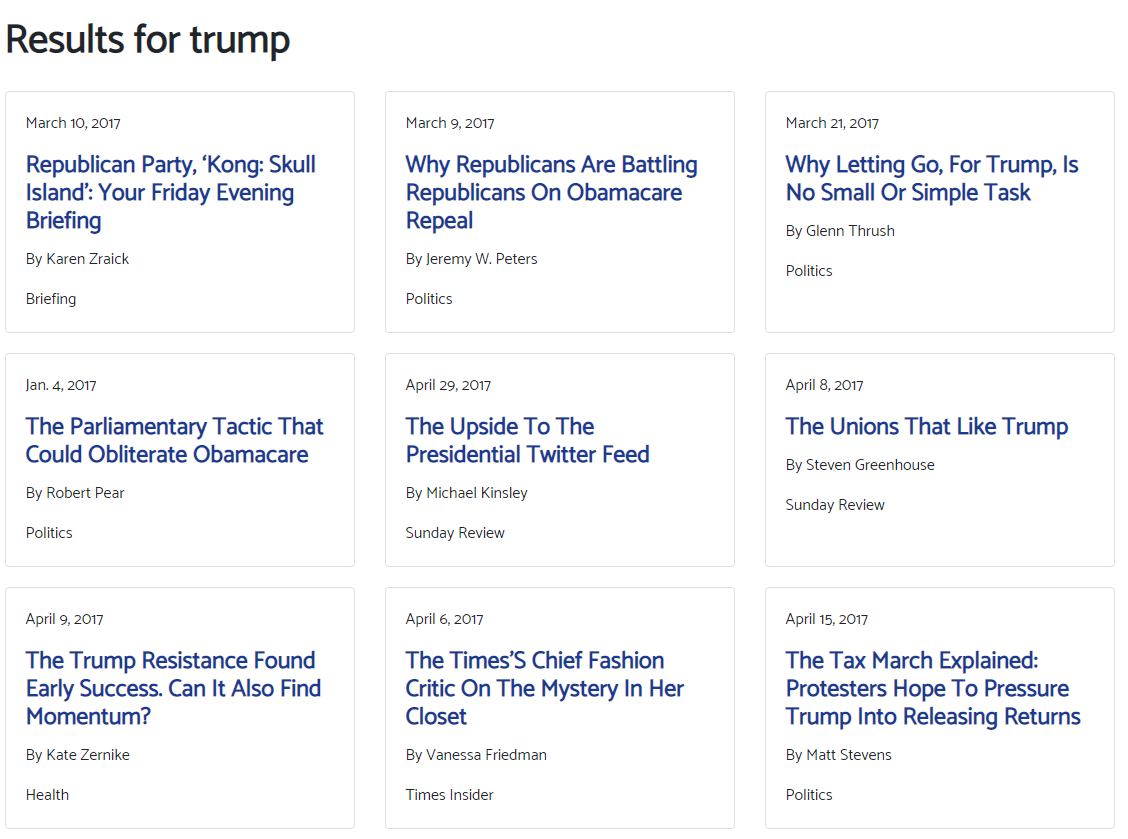 Results for trump
March 10, 2017
Republican Party, ‘Kong: Skull
Island’: Your Friday Evening
Briefing
By Karen Zraick
Briefing
March 9, 2017
Why Republicans Are Battling
Republicans On Obamacare
Repeal
By Jeremy W. Peters
Politics
March 21, 2017
Why Letting Go, For Trump, Is
No Small Or Simple Task
By Glenn Thrush
Politics
Jan. 4, 2017
The Parliamentary Tactic That
Could Obliterate Obamacare
By Robert Pear
Politics
April 29, 2017
The Upside To The
Presidential Twitter Feed
By Michael Kinsley
Sunday Review
April 8, 2017
The Unions That Like Trump
By Steven Greenhouse
Sunday Review
April 9, 2017
The Trump Resistance Found
Early Success. Can It Also Find
Momentum?
By Kate Zernike
Health
April 6, 2017
The Times’S Chief Fashion
Critic On The Mystery In Her
Closet
By Vanessa Friedman
Times Insider
April 15, 2017
The Tax March Explained:
Protesters Hope To Pressure
Trump Into Releasing Returns
By Matt Stevens
Politics